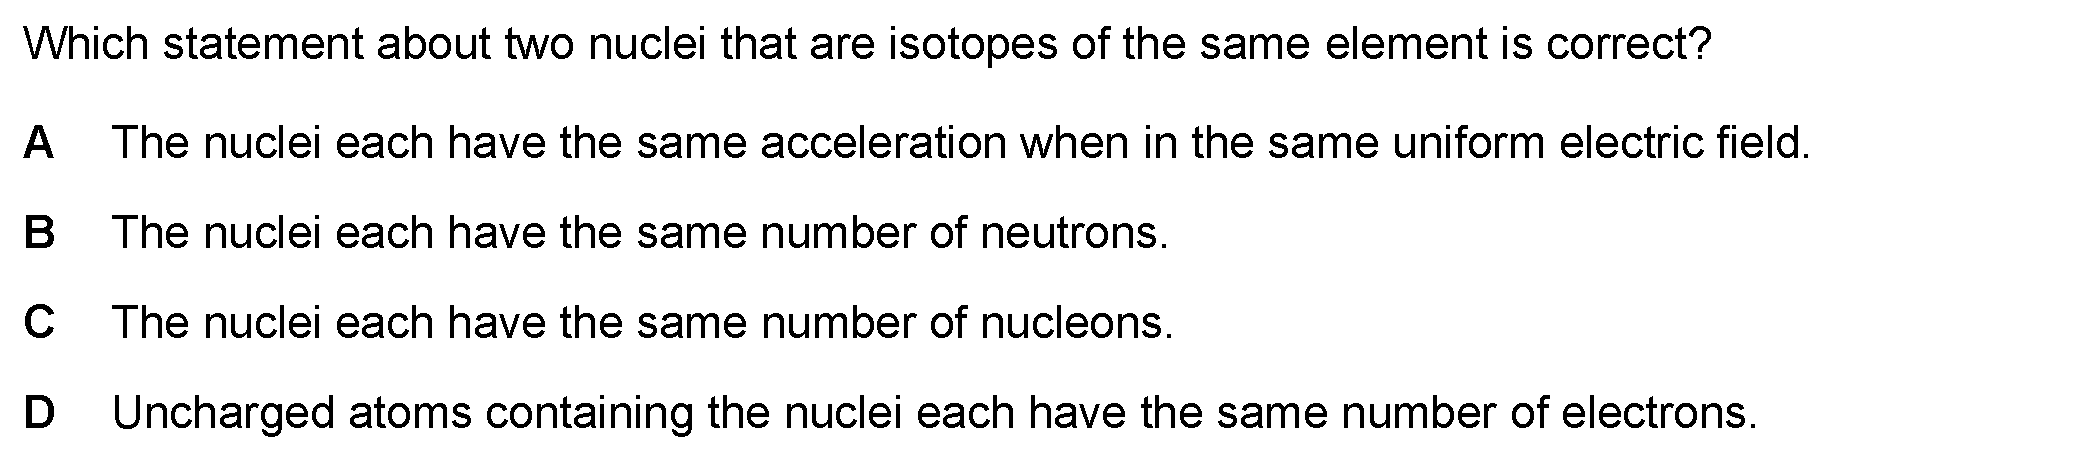 Which statement about two nuclei that are isotopes of the same element is correct?
A The nuclei each have the same acceleration when in the same uniform electric field.
B The nuclei each have the same number of neutrons.
C The nuclei each have the same number of nucleons.
D Uncharged atoms containing the nuclei each have the same number of electrons.